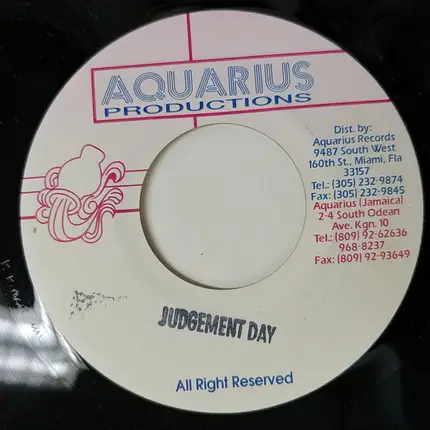 AQUARIUS
PRODUCTIONS
Dist. by:
Aquarius Records
9487 South West
160th St., Miami, Fla
33157
Tel.: (305) 232-9874
Fax: (305) 232-9845
Aquarius (Jamaica)
2-4 South Odean
Ave. Kgn. 10
Tel.: (809) 92-62636
968-8237
Fax: (809) 92-93649
JUDGEMENT DAY
All Right Reserved